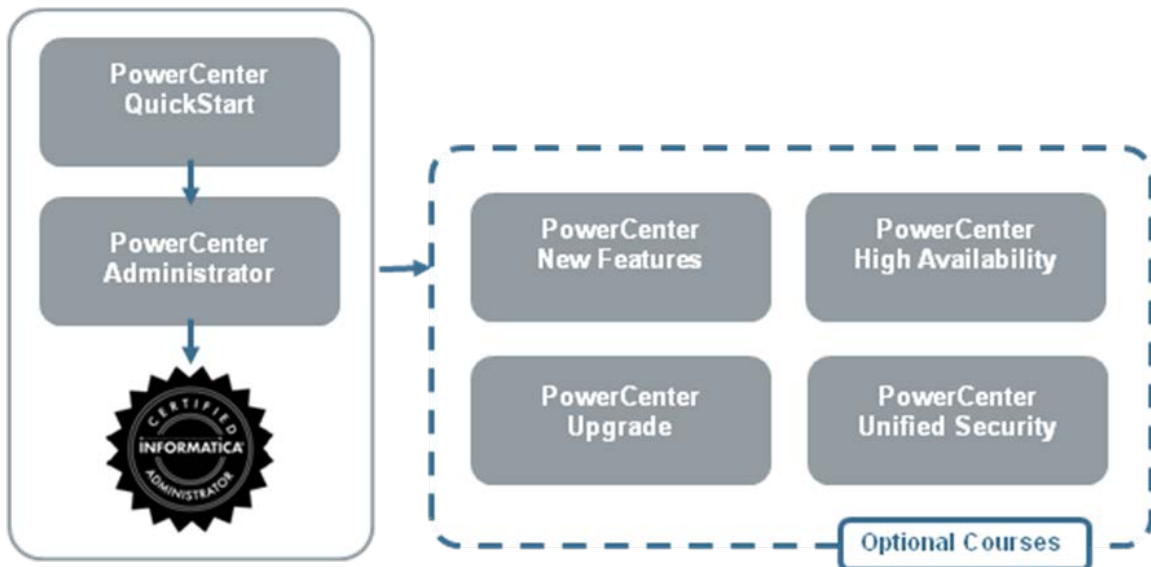 PowerCenter
QuickStart
PowerCenter
Administrator
CERTIFIED
INFORMATICA®
ADMINISTRATOR
PowerCenter
New Features
PowerCenter
High Availability
PowerCenter
Upgrade
PowerCenter
Unified Security
Optional Courses